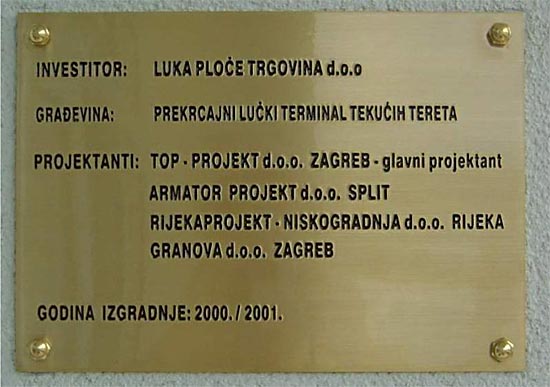 INVESTITOR: LUKA PLOČE TRGOVINA d.o.o
GRAĐEVINA: PREKRCAJNI LUČKI TERMINAL TEKUĆIH TERETA
PROJEKTANTI: TOP - PROJEKT d.o.o. ZAGREB - glavni projektant
ARMATOR PROJEKT d.o.o. SPLIT
RIJEKAPROJEKT - NISKOGRADNJA d.o.o. RIJEKA
GRANOVA d.o.o. ZAGREB
GODINA IZGRADNJE: 2000. / 2001.